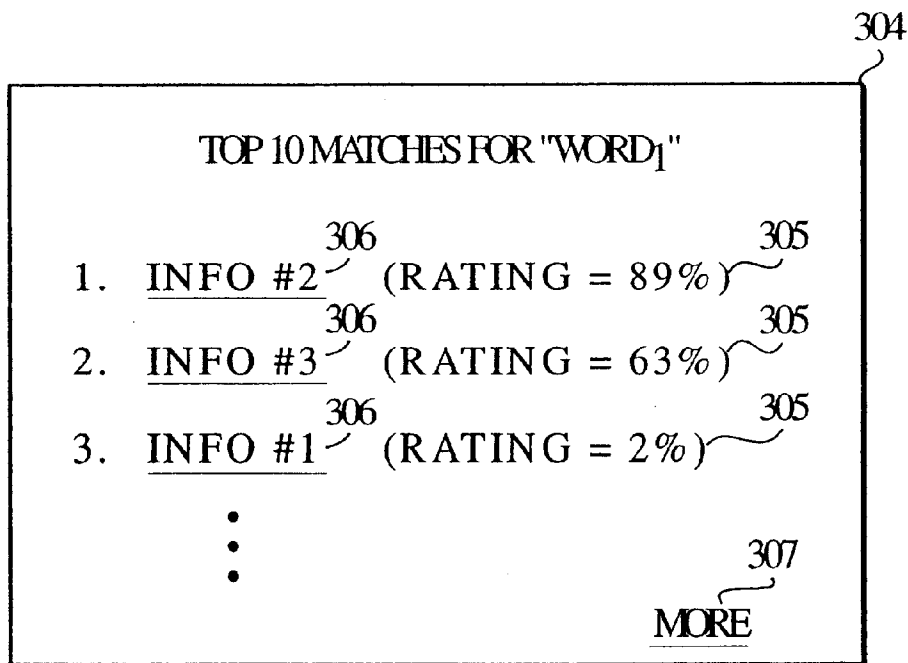 304
TOP 10 MATCHES FOR "WORD1"
306 305
1. INFO #2 (RATING = 89%)
306 305
2. INFO #3 (RATING = 63%)
306 305
3. INFO #1 (RATING = 2%)
307
MORE